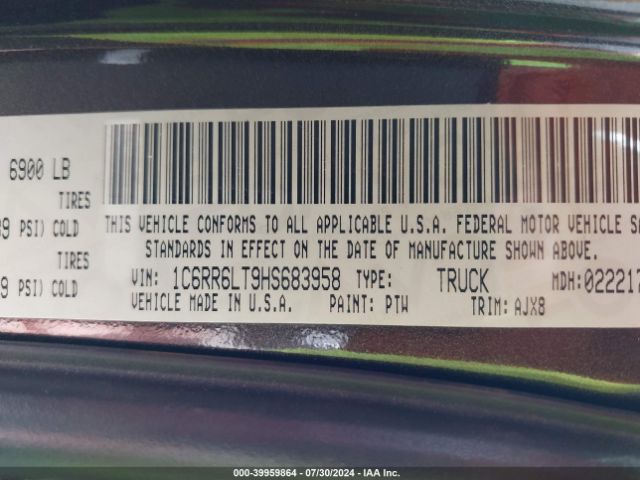 6900 LB
TIRES
PSI) COLD
TIRES
PSI) COLD
THIS VEHICLE CONFORMS TO ALL APPLICABLE U.S.A. FEDERAL MOTOR VEHICLE
STANDARDS IN EFFECT ON THE DATE OF MANUFACTURE SHOWN ABOVE.
VIN: 1C6RR6LT9HS683958 TYPE: TRUCK MDH:022217
VEHICLE MADE IN U.S.A. PAINT: PTW TRIM: AJX8
000-39959864 - 07/30/2024 - IAA Inc.